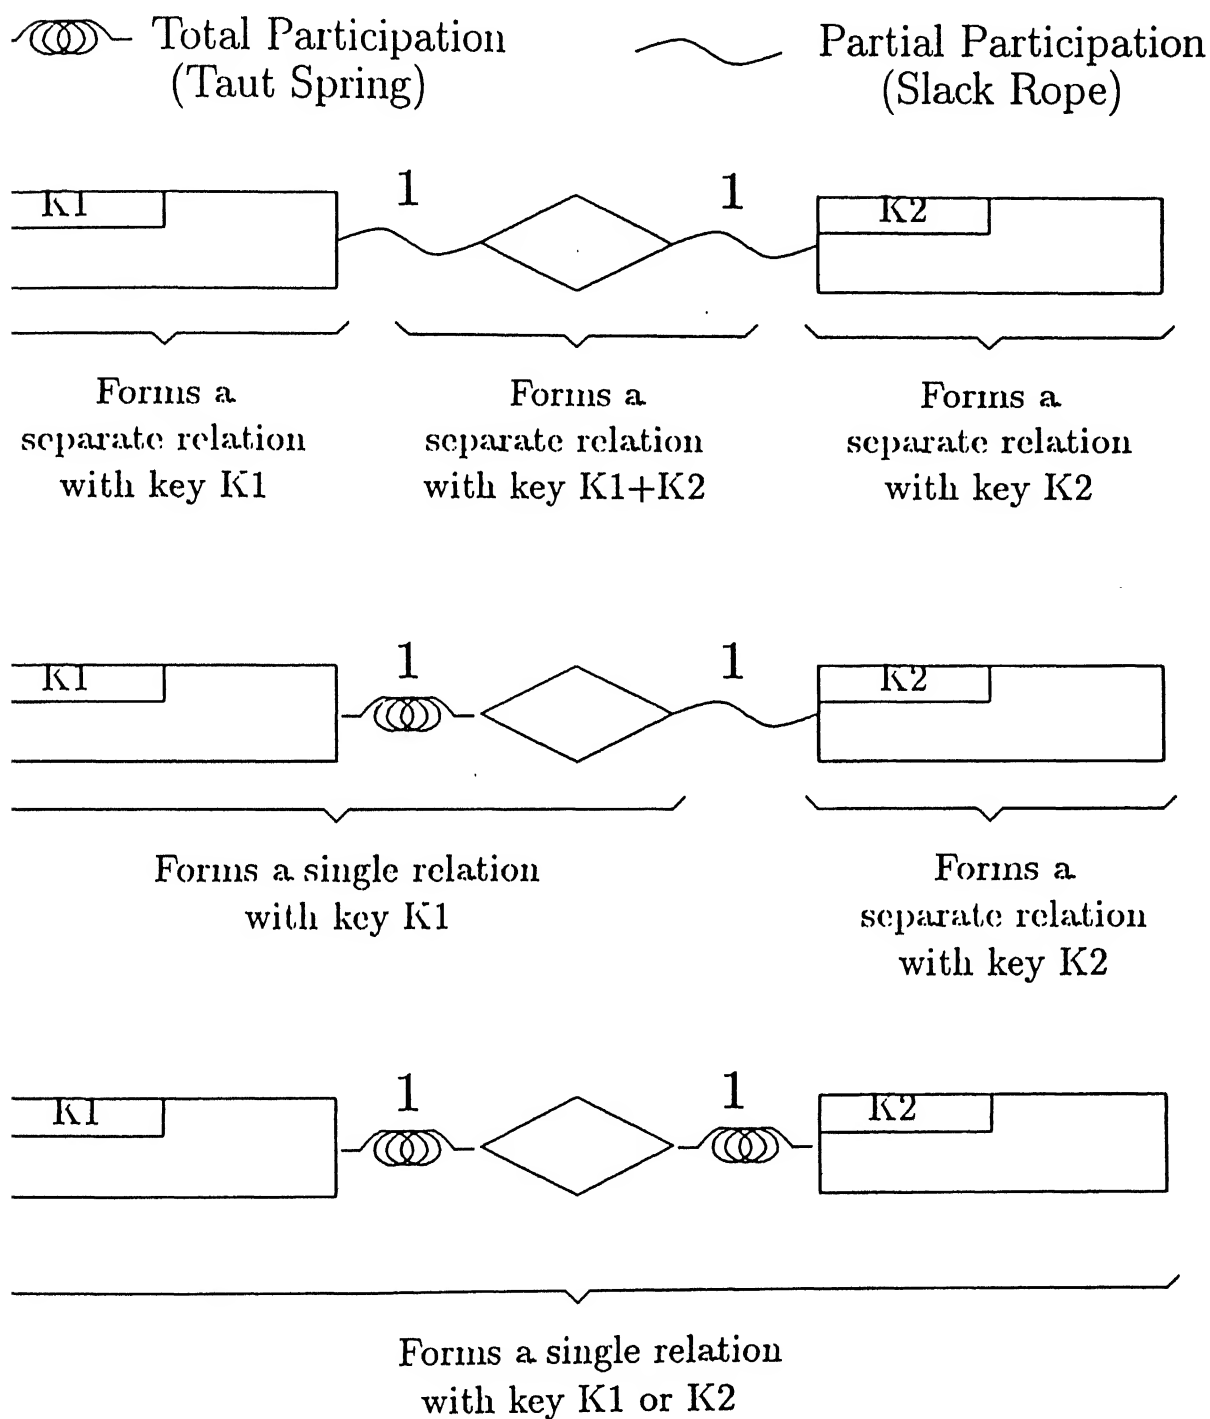 Total Participation
(Taut Spring)
Partial Participation
(Slack Rope)
1
1
K1
K2
Forms a
separate relation
with key K1
Forms a
separate relation
with key K1+K2
Forms a
separate relation
with key K2
1
1
K1
K2
Forms a single relation
with key K1
Forms a
separate relation
with key K2
1
1
K1
K2
Forms a single relation
with key K1 or K2